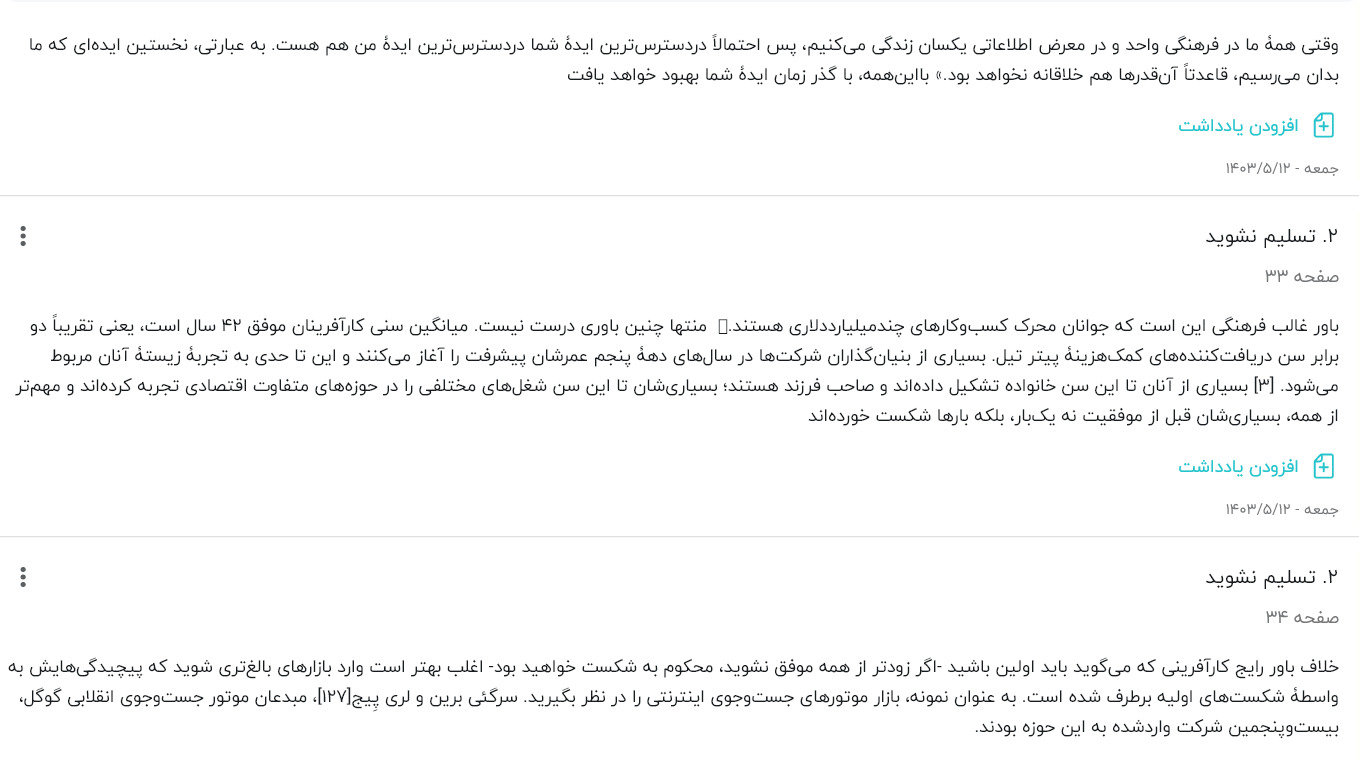 وقتی همهٔ ما در فرهنگی واحد و در معرض اطلاعاتی یکسان زندگی می‌کنیم، پس احتمالاً دردسترس‌ترین ایدهٔ شما دردسترس‌ترین ایدهٔ من هم هست. به عبارتی، نخستین ایده‌ای که ما
بدان می‌رسیم، قاعدتاً آن‌قدرها هم خلاقانه نخواهد بود.» بااین‌همه، با گذر زمان ایدهٔ شما بهبود خواهد یافت
افزودن یادداشت
جمعه - ۱۴۰۳/۵/۱۲
۲. تسلیم نشوید
صفحه ۳۳
باور غالب فرهنگی این است که جوانان محرک کسب‌وکارهای چندمیلیارددلاری هستند. منتها چنین باوری درست نیست. میانگین سنی کارآفرینان موفق ۴۲ سال است، یعنی تقریباً دو
برابر سن دریافت‌کننده‌های کمک‌هزینهٔ پیتر تیل. بسیاری از بنیان‌گذاران شرکت‌ها در سال‌های دههٔ پنجم عمرشان پیشرفت را آغاز می‌کنند و این تا حدی به تجربهٔ زیستهٔ آنان مربوط
می‌شود. [۳] بسیاری از آنان تا این سن خانواده تشکیل داده‌اند و صاحب فرزند هستند؛ بسیاری‌شان تا این سن شغل‌های مختلفی را در حوزه‌های متفاوت اقتصادی تجربه کرده‌اند و مهم‌تر
از همه، بسیاری‌شان قبل از موفقیت نه یک‌بار، بلکه بارها شکست خورده‌اند
افزودن یادداشت
جمعه - ۱۴۰۳/۵/۱۲
۲. تسلیم نشوید
صفحه ۳۴
خلاف باور رایج کارآفرینی که می‌گوید باید اولین باشید -اگر زودتر از همه موفق نشوید، محکوم به شکست خواهید بود- اغلب بهتر است وارد بازارهای بالغ‌تری شوید که پیچیدگی‌هایش به
واسطهٔ شکست‌های اولیه برطرف شده است. به عنوان نمونه، بازار موتورهای جست‌وجوی اینترنتی را در نظر بگیرید. سرگئی برین و لری پِیج[۱۲۷]، مبدعان موتور جست‌وجوی انقلابی گوگل،
بیست‌وپنجمین شرکت واردشده به این حوزه بودند.